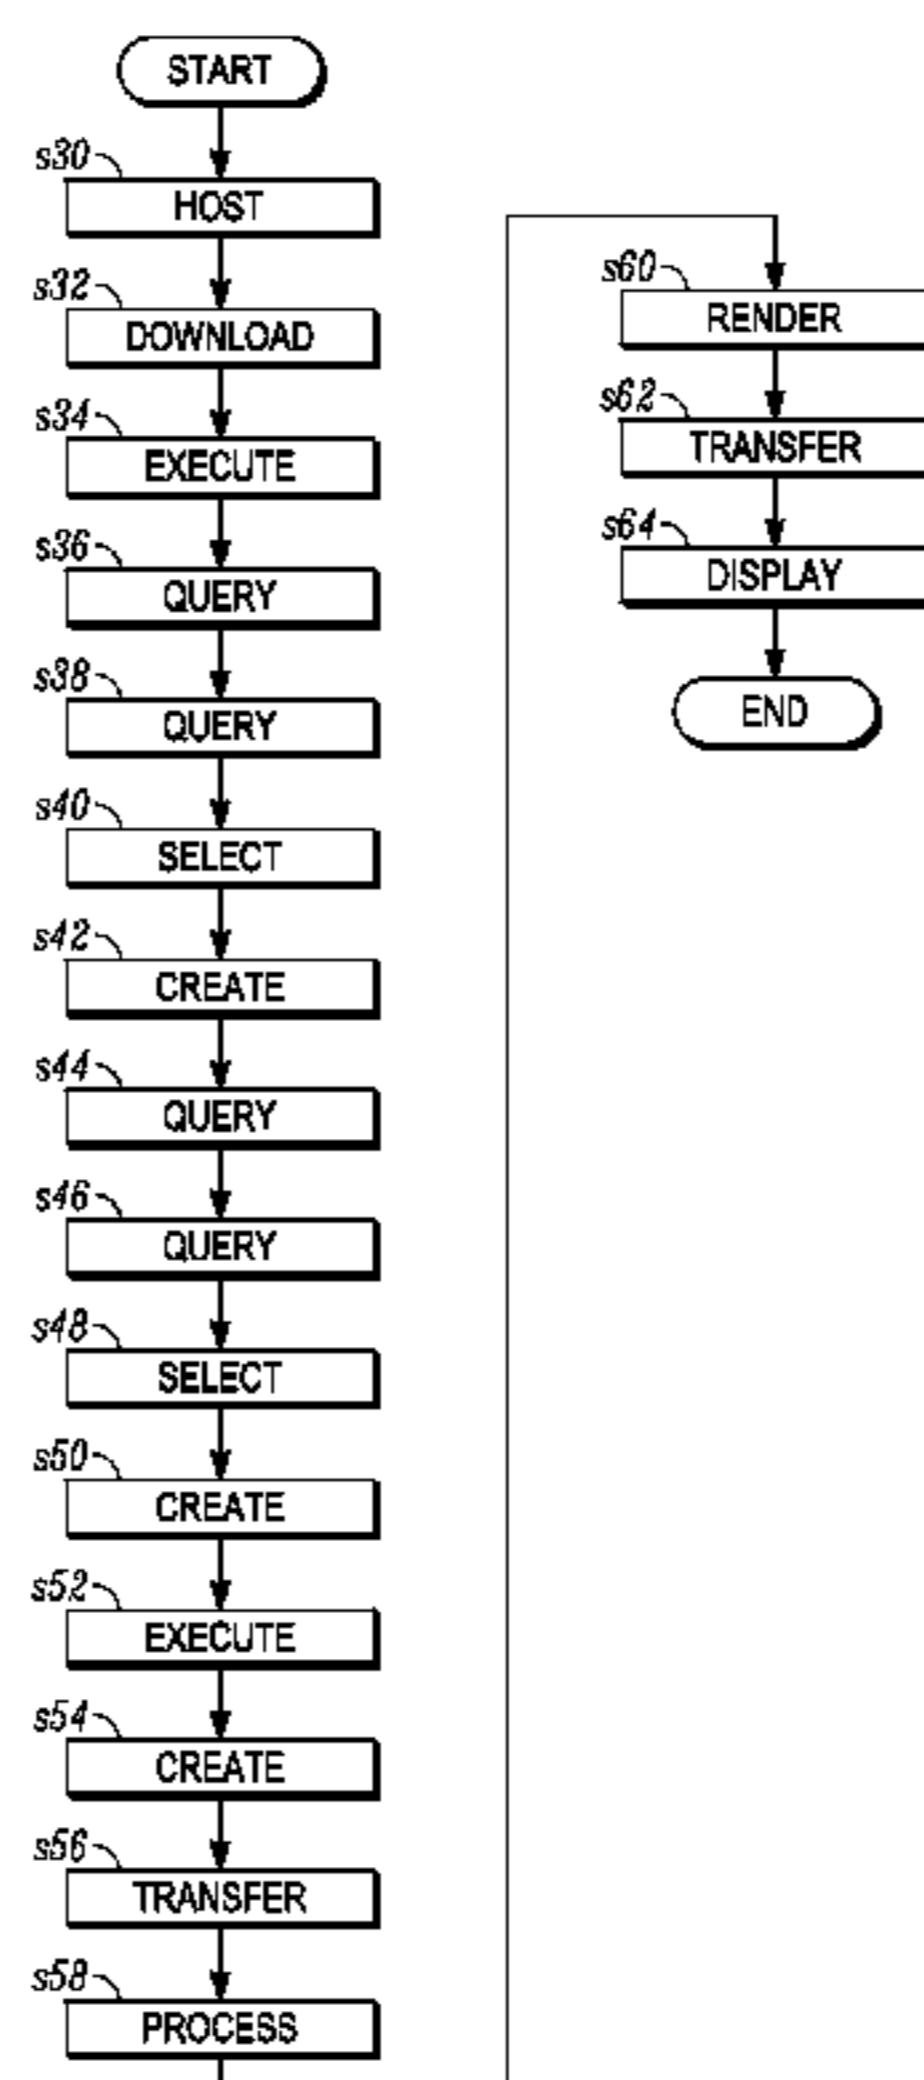 START
s30
HOST
s32
DOWNLOAD
s34
EXECUTE
s36
QUERY
s38
QUERY
s40
SELECT
s42
CREATE
s44
QUERY
s46
QUERY
s48
SELECT
s50
CREATE
s52
EXECUTE
s54
CREATE
s56
TRANSFER
s58
PROCESS
s60
RENDER
s62
TRANSFER
s64
DISPLAY
END